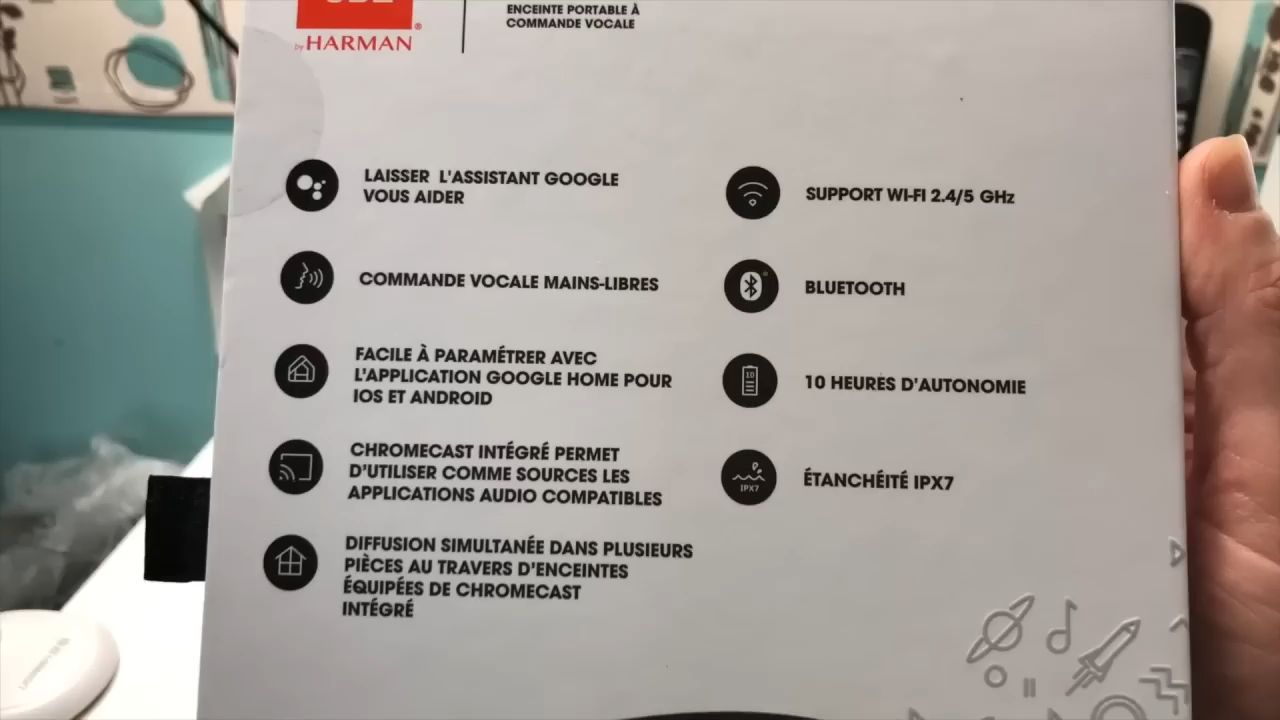 by HARMAN
ENCEINTE PORTABLE À
COMMANDE VOCALE
LAISSER L'ASSISTANT GOOGLE
VOUS AIDER
COMMANDE VOCALE MAINS-LIBRES
FACILE À PARAMÉTRER AVEC
L'APPLICATION GOOGLE HOME POUR
IOS ET ANDROID
CHROMECAST INTÉGRÉ PERMET
D'UTILISER COMME SOURCES LES
APPLICATIONS AUDIO COMPATIBLES
DIFFUSION SIMULTANÉE DANS PLUSIEURS
PIÈCES AU TRAVERS D'ENCEINTES
ÉQUIPÉES DE CHROMECAST
INTÉGRÉ
SUPPORT WI-FI 2.4/5 GHz
BLUETOOTH
10
10 HEURES D'AUTONOMIE
IPX7
ÉTANCHÉITÉ IPX7